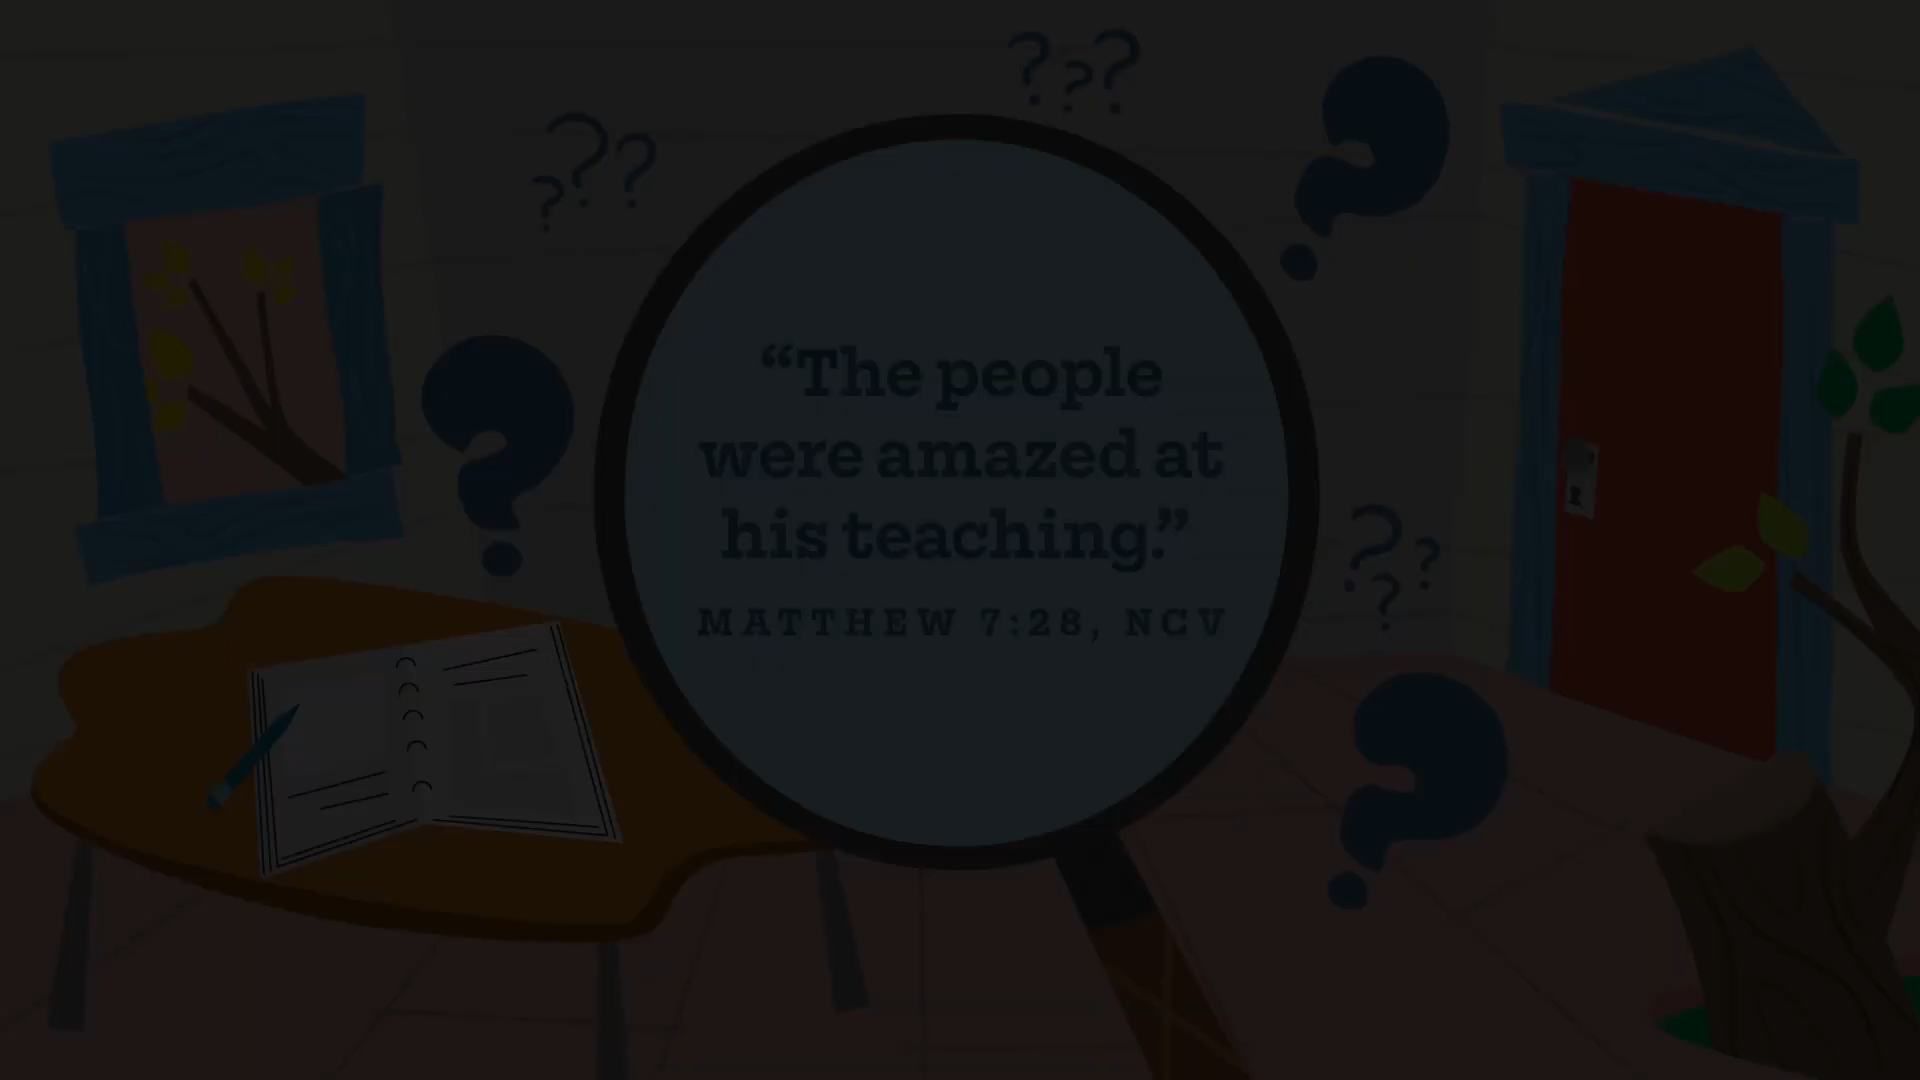 “The people
were amazed at
his teaching.”
MATTHEW 7:28, NCV